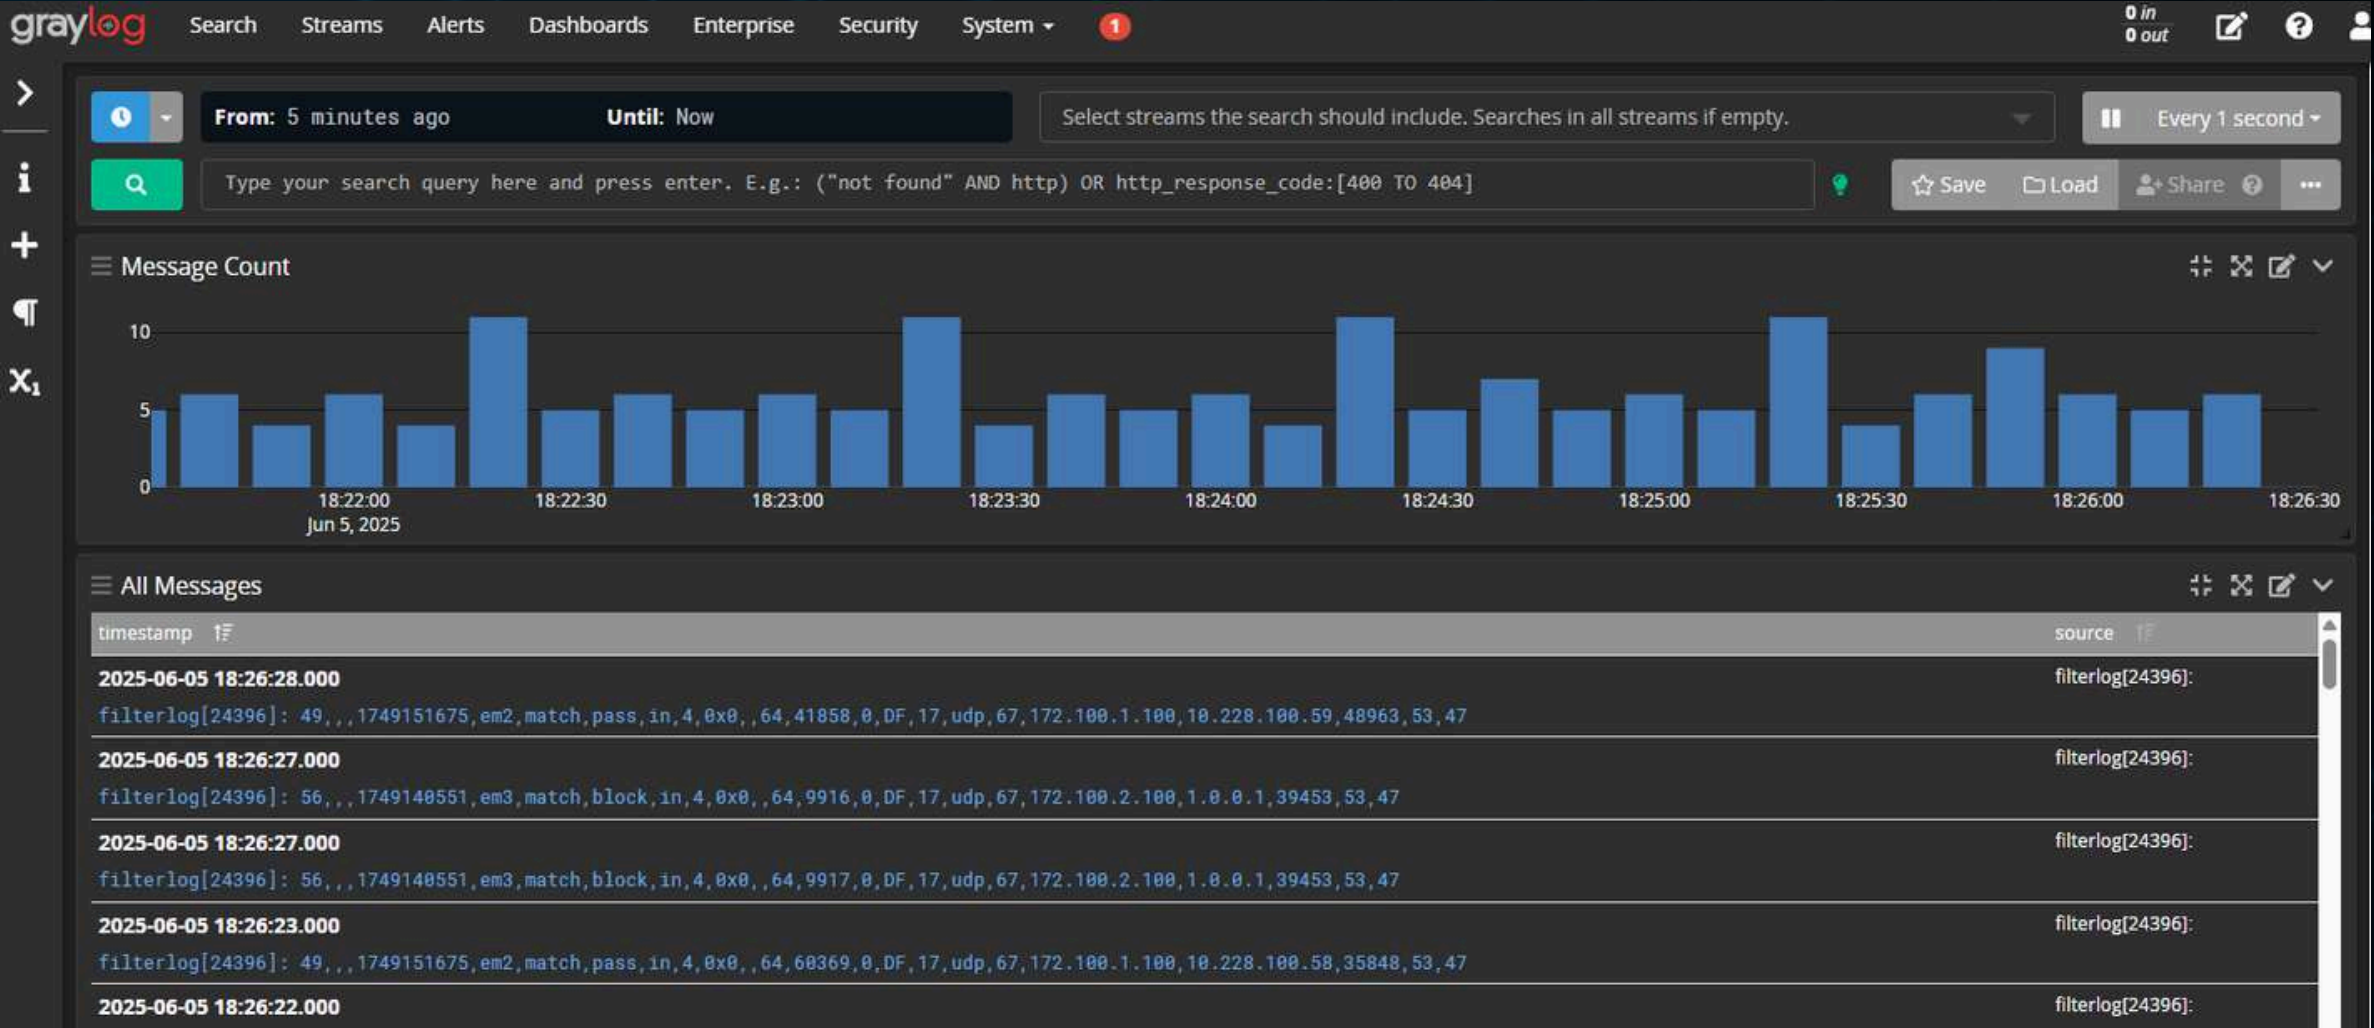 graylog Search Streams Alerts Dashboards Enterprise Security System 1 0 in
0 out
From: 5 minutes ago Until: Now Select streams the search should include. Searches in all streams if empty. Every 1 second
Type your search query here and press enter. E.g.: ("not found" AND http) OR http_response_code:[400 TO 404] Save Load Share
Message Count
10
5
0
18:22:00 18:22:30 18:23:00 18:23:30 18:24:00 18:24:30 18:25:00 18:25:30 18:26:00 18:26:30
Jun 5, 2025
All Messages
timestamp source
2025-06-05 18:26:28.000 filterlog[24396]:
filterlog[24396]: 49,,,1749151675,em2,match,pass,in,4,0x0,,64,41858,0,DF,17,udp,67,172.100.1.100,10.228.100.59,48963,53,47
2025-06-05 18:26:27.000 filterlog[24396]:
filterlog[24396]: 56,,,1749140551,em3,match,block,in,4,0x0,,64,9916,0,DF,17,udp,67,172.100.2.100,1.0.0.1,39453,53,47
2025-06-05 18:26:27.000 filterlog[24396]:
filterlog[24396]: 56,,,1749140551,em3,match,block,in,4,0x0,,64,9917,0,DF,17,udp,67,172.100.2.100,1.0.0.1,39453,53,47
2025-06-05 18:26:23.000 filterlog[24396]:
filterlog[24396]: 49,,,1749151675,em2,match,pass,in,4,0x0,,64,60369,0,DF,17,udp,67,172.100.1.100,10.228.100.58,35848,53,47
2025-06-05 18:26:22.000 filterlog[24396]: